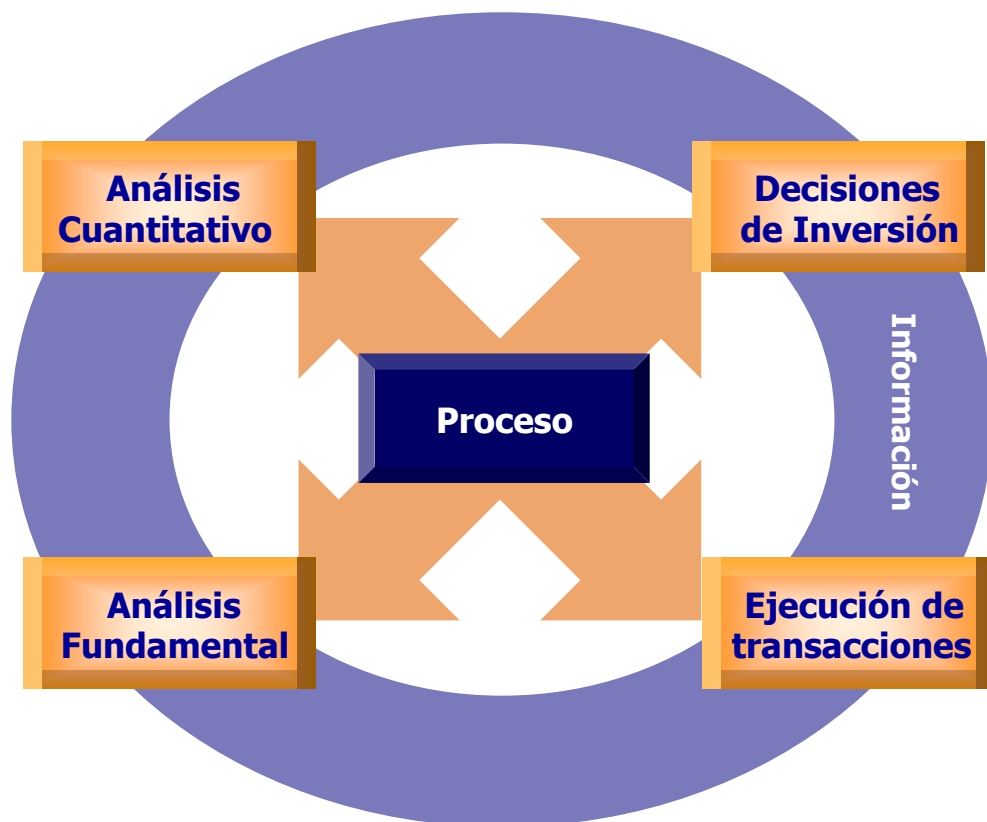 Análisis
Cuantitativo
Decisiones
de Inversión
Información
Proceso
Análisis
Fundamental
Ejecución de
transacciones